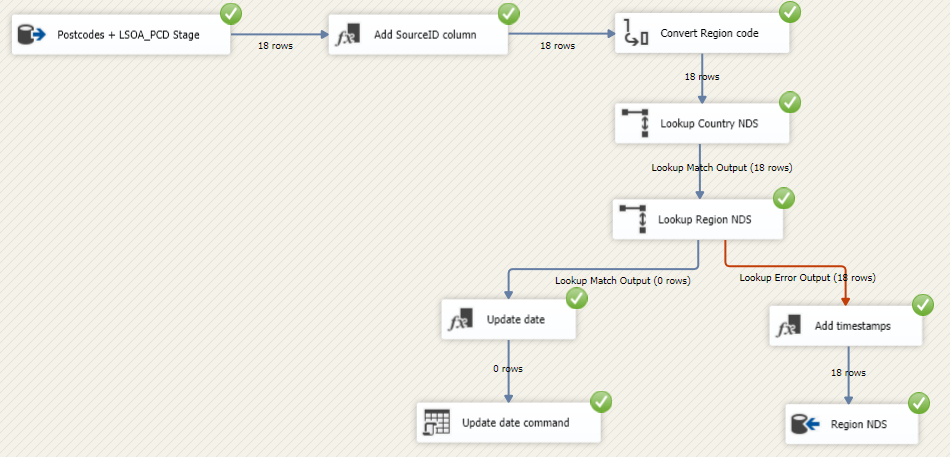 Postcodes + LSOA_PCD Stage
18 rows
Add SourceID column
18 rows
Convert Region code
18 rows
Lookup Country NDS
Lookup Match Output (18 rows)
Lookup Region NDS
Lookup Match Output (0 rows)
Lookup Error Output (18 rows)
Update date
Add timestamps
0 rows
18 rows
Update date command
Region NDS